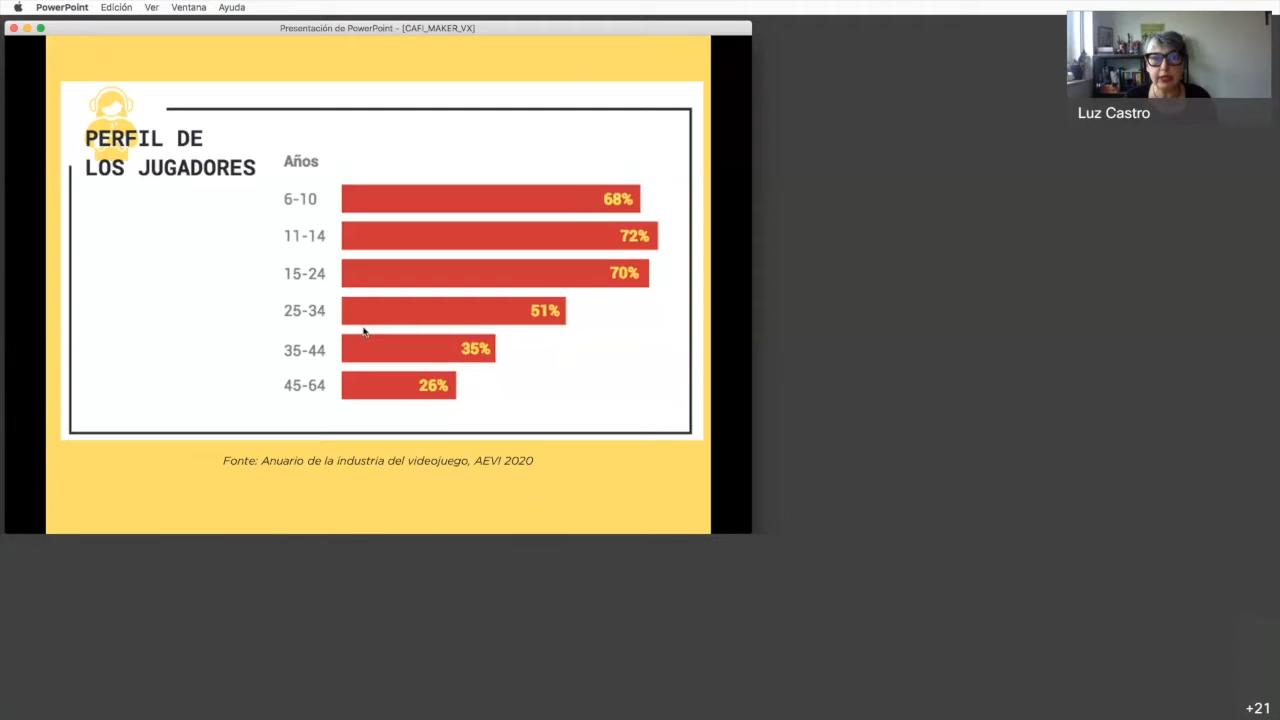 PowerPoint Edición Ver Ventana Ayuda
Presentación de PowerPoint - [CAFI_MAKER_VX]
PERFIL DE
LOS JUGADORES
Años
6-10 68%
11-14 72%
15-24 70%
25-34 51%
35-44 35%
45-64 26%
Fonte: Anuario de la industria del videojuego, AEVI 2020
Luz Castro
+21